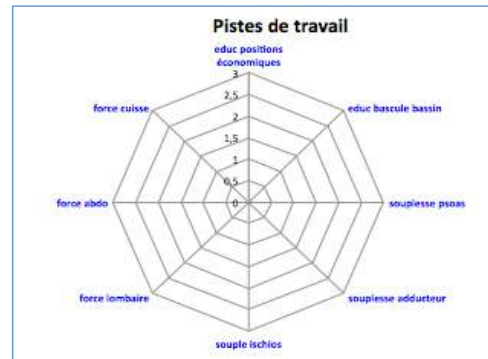 Pistes de travail
educ positions
économiques
3
2,5
2
1,5
1
0,5
0
force cuisse
educ bascule bassin
force abdo
souplesse psoas
force lombaire
souplesse adducteur
souple ischios